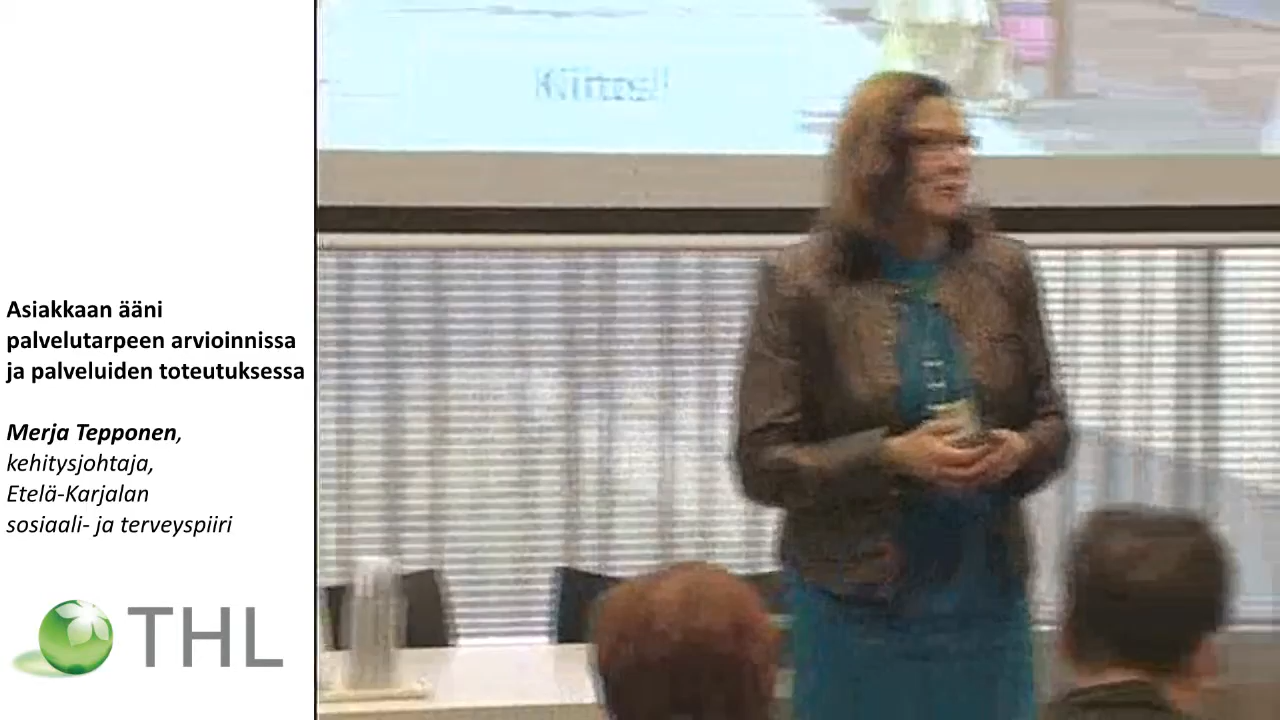 Kiitos!!
Asiakkaan ääni
palvelutarpeen arvioinnissa
ja palveluiden toteutuksessa
Merja Tepponen,
kehitysjohtaja,
Etelä-Karjalan
sosiaali- ja terveyspiiri
THL